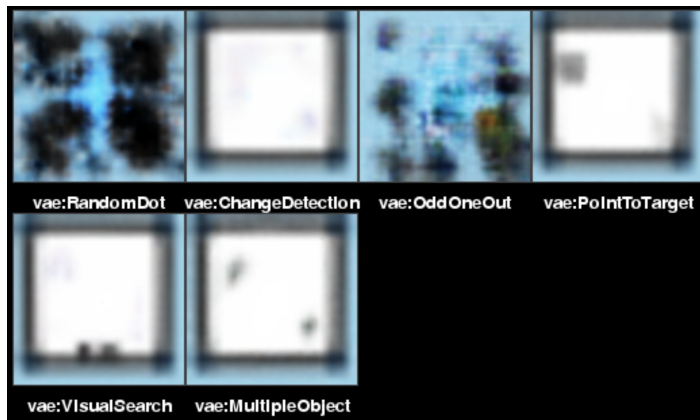 vae:RandomDot vae:ChangeDetection vae:OddOneOut vae:PointToTarget
vae:VisualSearch vae:MultipleObject